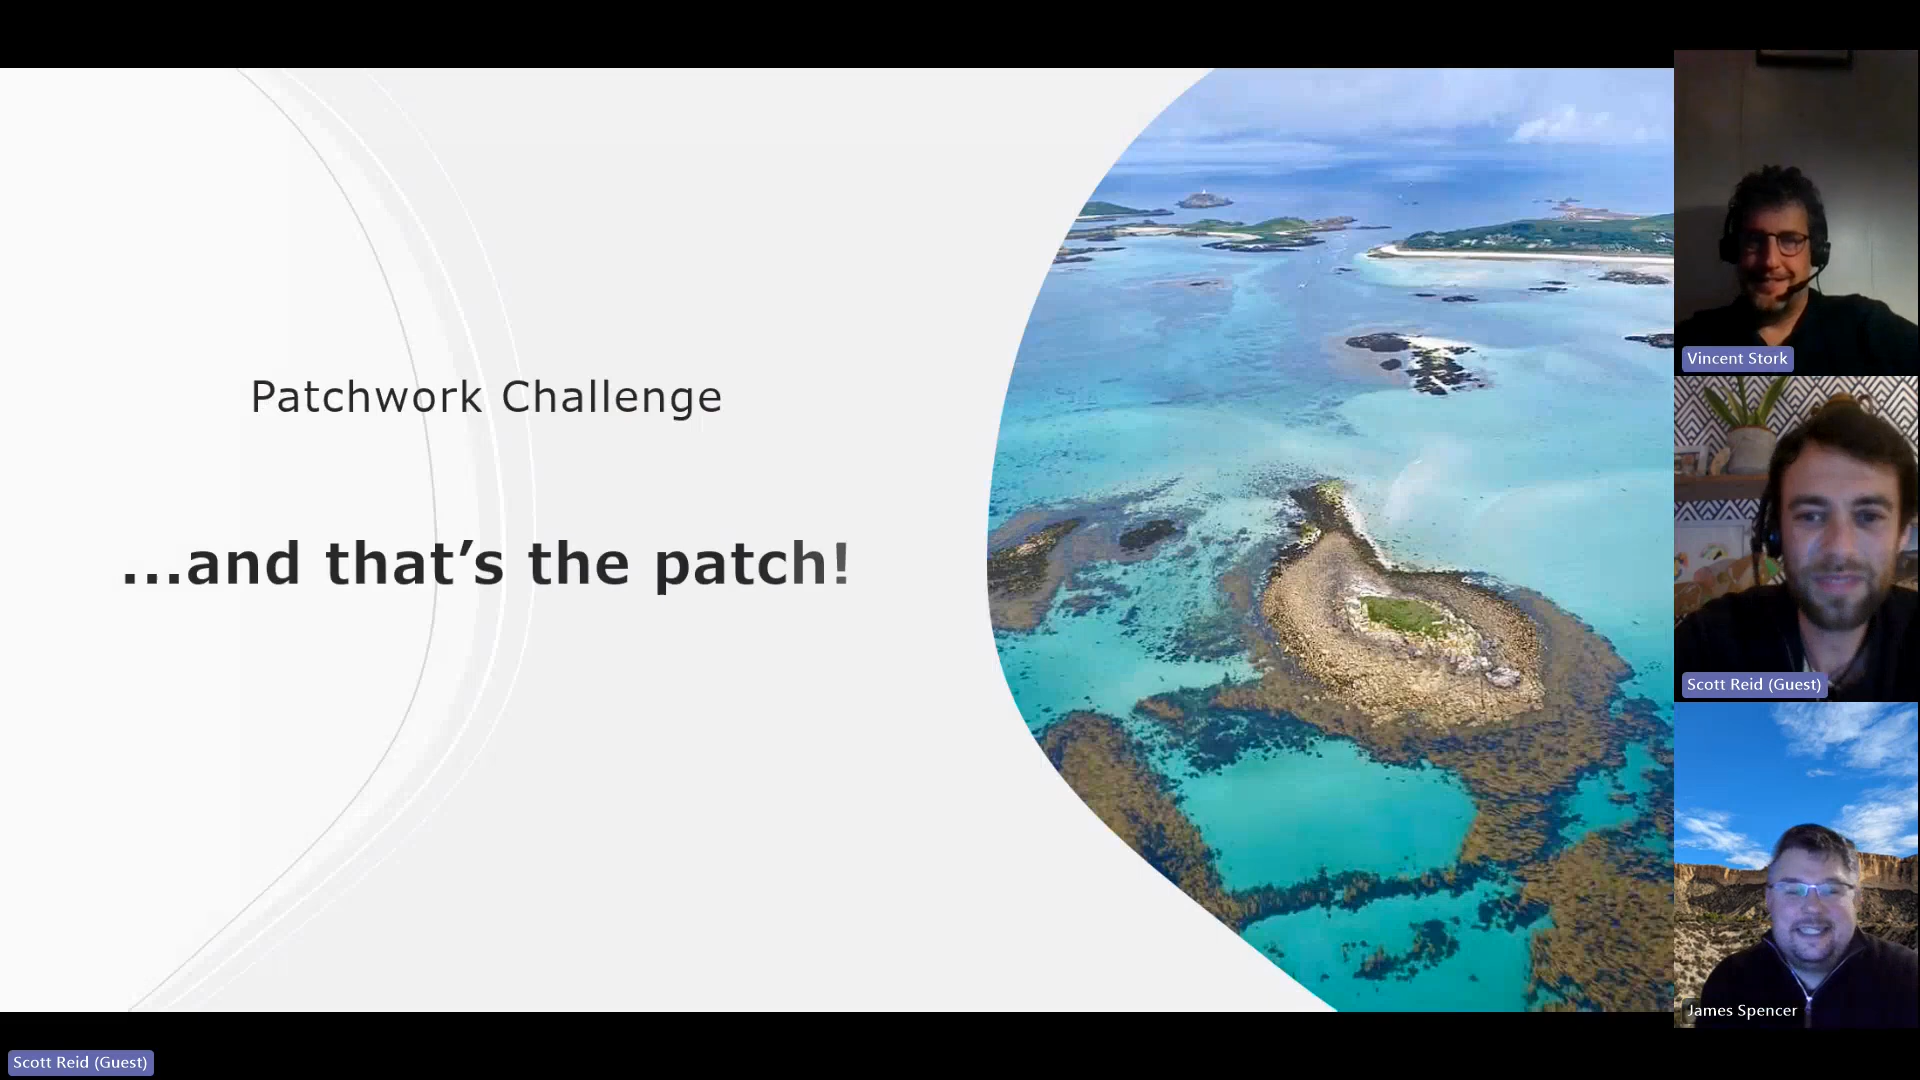 Patchwork Challenge
...and that’s the patch!
Vincent Stork
Scott Reid (Guest)
James Spencer
Scott Reid (Guest)